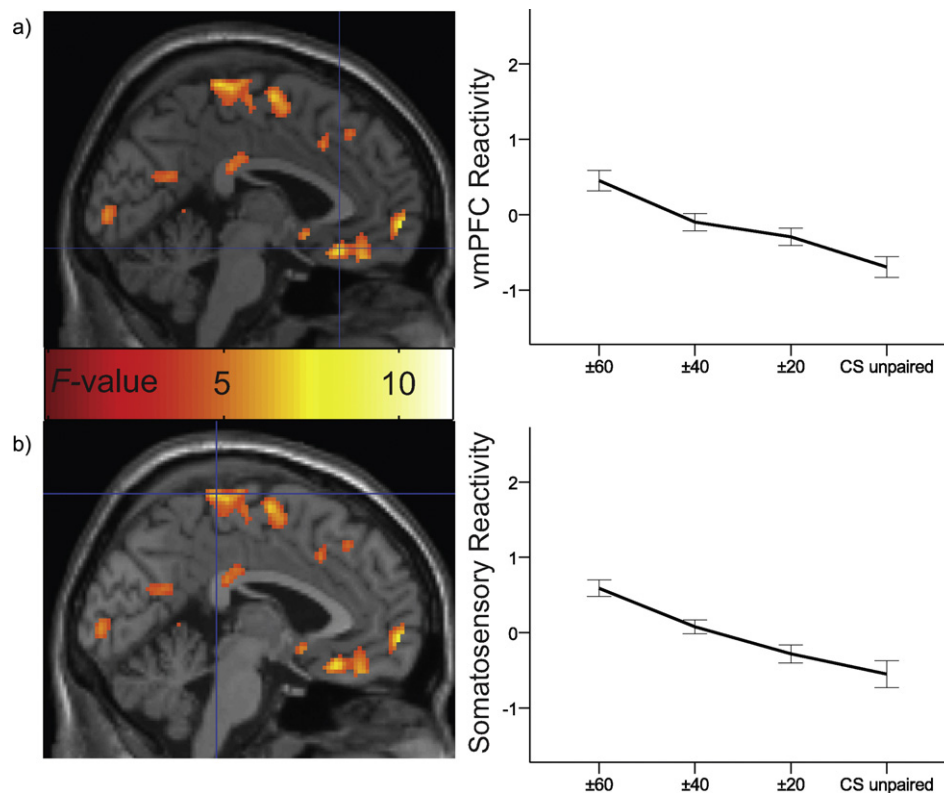 a)
vmPFC Reactivity
2
1
0
-1
±60 ±40 ±20 CS unpaired
F-value 5 10
b)
Somatosensory Reactivity
2
1
0
-1
±60 ±40 ±20 CS unpaired